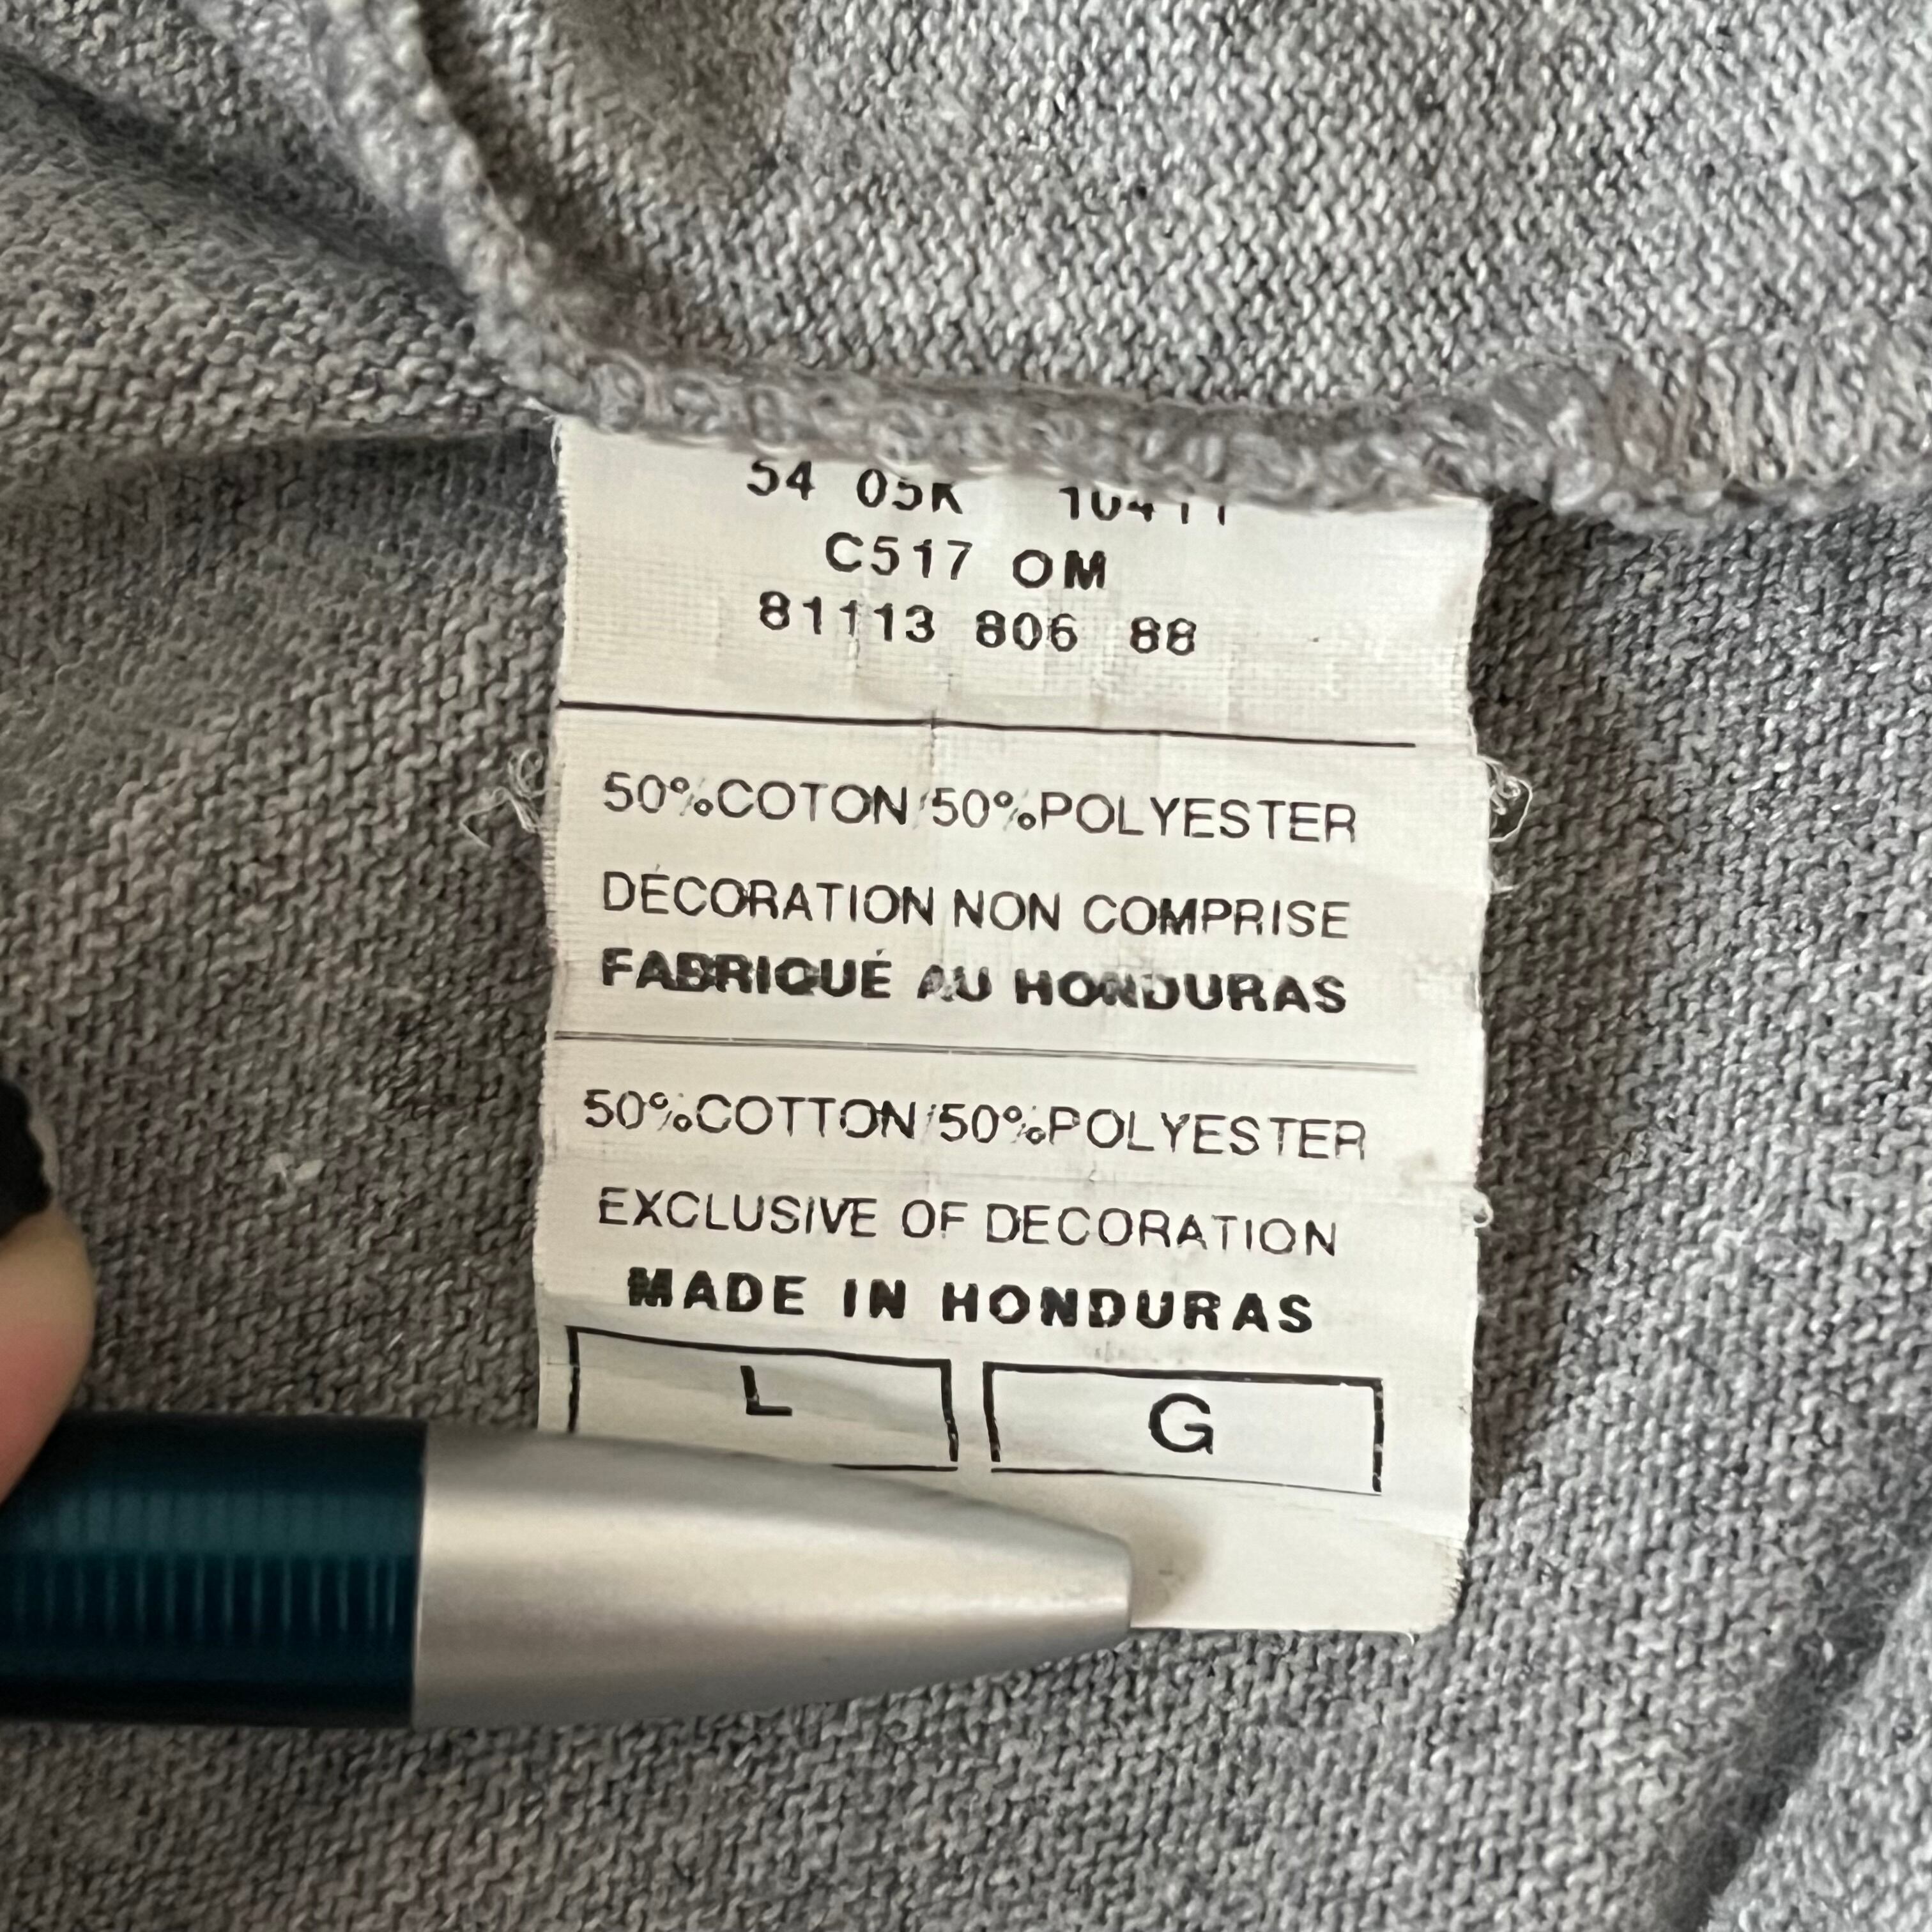 54 05K 10411
C517 OM
81113 806 88
50%COTON/50%POLYESTER
DÉCORATION NON COMPRISE
FABRIQUÉ AU HONDURAS
50%COTTON/50%POLYESTER
EXCLUSIVE OF DECORATION
MADE IN HONDURAS
L G